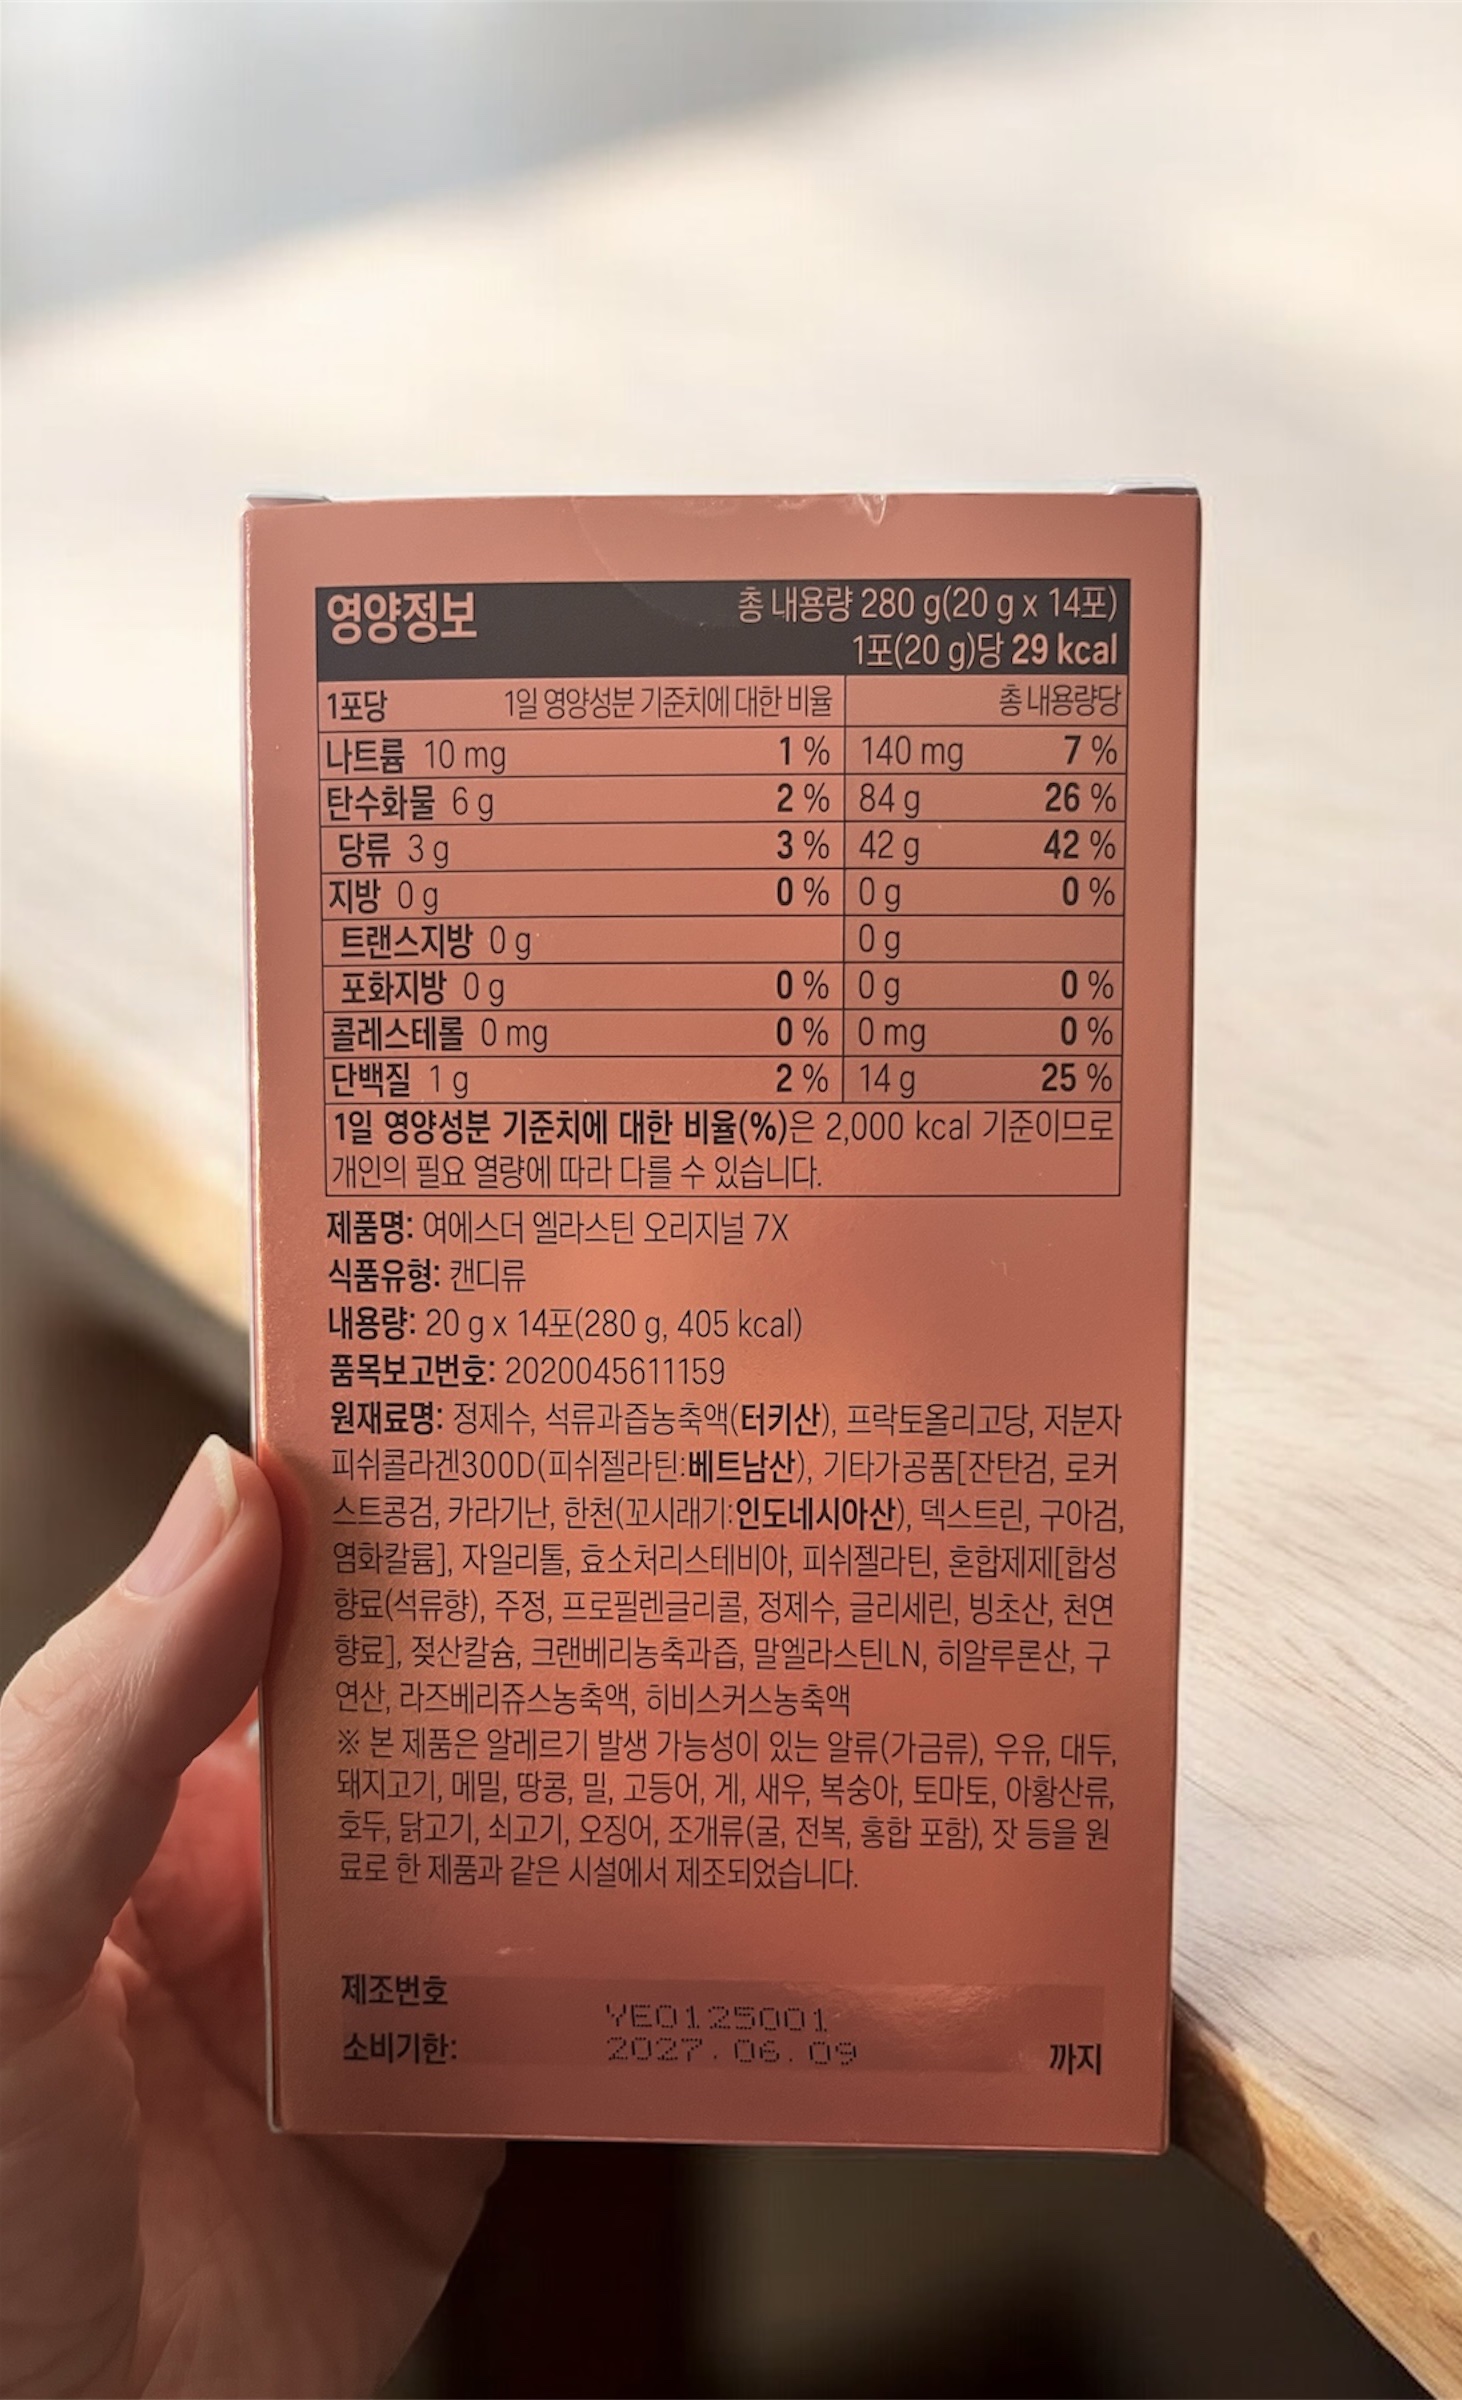 영양정보
총 내용량 280 g(20 g x 14포)
1포(20 g)당 29 kcal
1포당 1일 영양성분 기준치에 대한 비율 총 내용량당
나트륨 10 mg 1 % 140 mg 7 %
탄수화물 6 g 2 % 84 g 26 %
당류 3 g 3 % 42 g 42 %
지방 0 g 0 % 0 g 0 %
트랜스지방 0 g 0 g
포화지방 0 g 0 % 0 g 0 %
콜레스테롤 0 mg 0 % 0 mg 0 %
단백질 1 g 2 % 14 g 25 %
1일 영양성분 기준치에 대한 비율(%)은 2,000 kcal 기준이므로
개인의 필요 열량에 따라 다를 수 있습니다.
제품명: 여에스더 엘라스틴 오리지널 7X
식품유형: 캔디류
내용량: 20 g x 14포(280 g, 405 kcal)
품목보고번호: 2020045611159
원재료명: 정제수, 석류과즙농축액(터키산), 프락토올리고당, 저분자
피쉬콜라겐300D(피쉬젤라틴:베트남산), 기타가공품[잔탄검, 로커
스트콩검, 카라기난, 한천(꼬시래기:인도네시아산), 덱스트린, 구아검,
염화칼륨], 자일리톨, 효소처리스테비아, 피쉬젤라틴, 혼합제제[합성
향료(석류향), 주정, 프로필렌글리콜, 정제수, 글리세린, 빙초산, 천연
향료], 젖산칼슘, 크랜베리농축과즙, 말엘라스틴LN, 히알루론산, 구
연산, 라즈베리쥬스농축액, 히비스커스농축액
※ 본 제품은 알레르기 발생 가능성이 있는 알류(가금류), 우유, 대두,
돼지고기, 메밀, 땅콩, 밀, 고등어, 게, 새우, 복숭아, 토마토, 아황산류,
호두, 닭고기, 쇠고기, 오징어, 조개류(굴, 전복, 홍합 포함), 잣 등을 원
료로 한 제품과 같은 시설에서 제조되었습니다.
제조번호
YE0125001
소비기한: 2027.06.09 까지